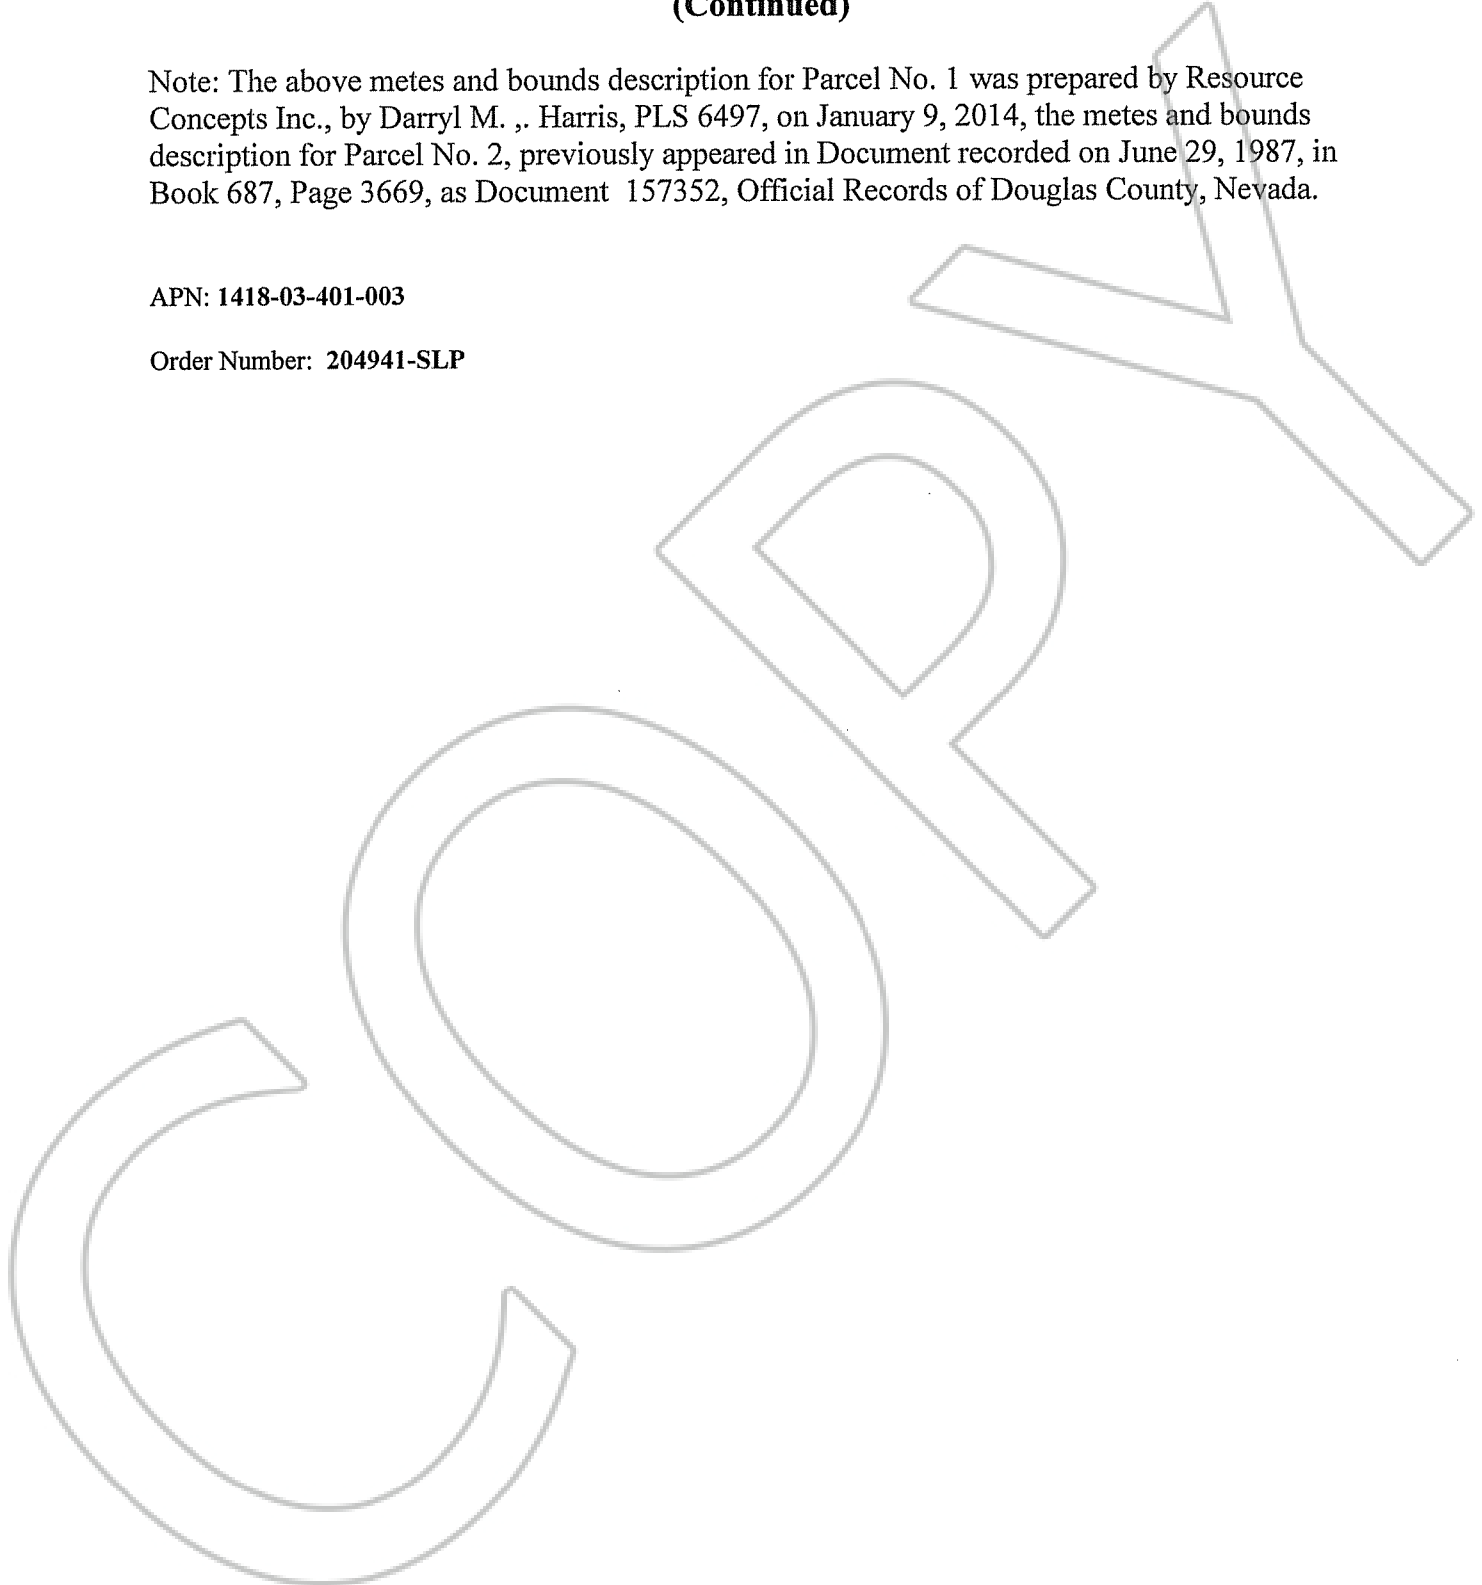 (Continued)
Note: The above metes and bounds description for Parcel No. 1 was prepared by Resource
Concepts Inc., by Darryl M. ,. Harris, PLS 6497, on January 9, 2014, the metes and bounds
description for Parcel No. 2, previously appeared in Document recorded on June 29, 1987, in
Book 687, Page 3669, as Document 157352, Official Records of Douglas County, Nevada.
APN: 1418-03-401-003
Order Number: 204941-SLP
COPY